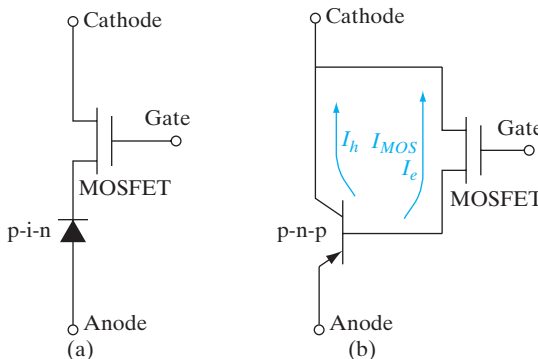 Cathode
Gate
MOSFET
p-i-n
Anode
(a)
Cathode
I_h
I_MOS
I_e
Gate
MOSFET
p-n-p
Anode
(b)